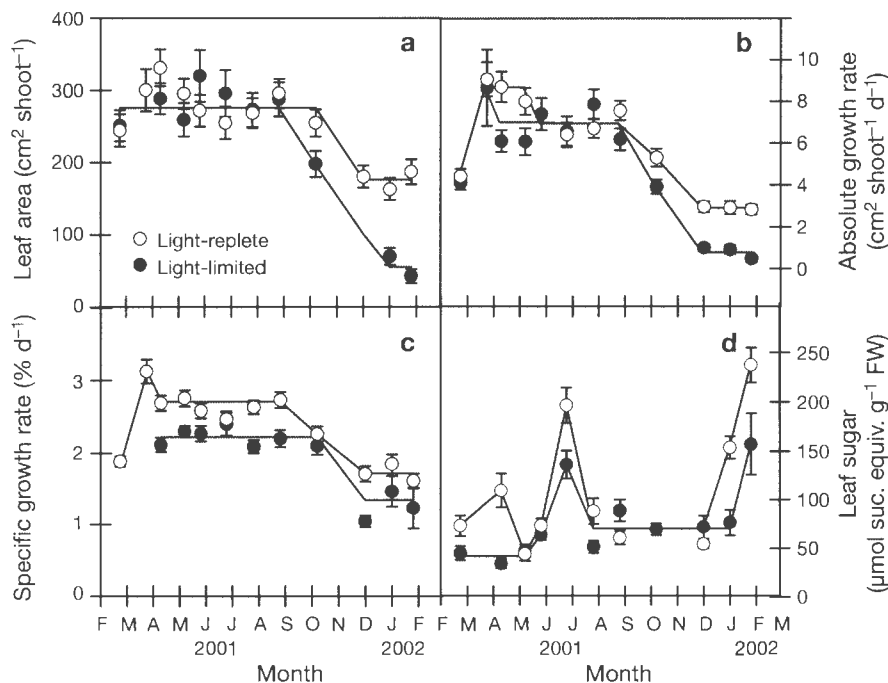 400
300
200
100
0
Leaf area (cm² shoot⁻¹)
a
Light-replete
Light-limited
b
10
8
6
4
2
0
Absolute growth rate
(cm² shoot⁻¹ d⁻¹)
3
2
1
0
Specific growth rate (% d⁻¹)
c
d
250
200
150
100
50
0
Leaf sugar
(µmol suc. equiv. g⁻¹ FW)
F M A M J J A S O N D J F M A M J J A S O N D J F M
2001 2002 2001 2002
Month Month